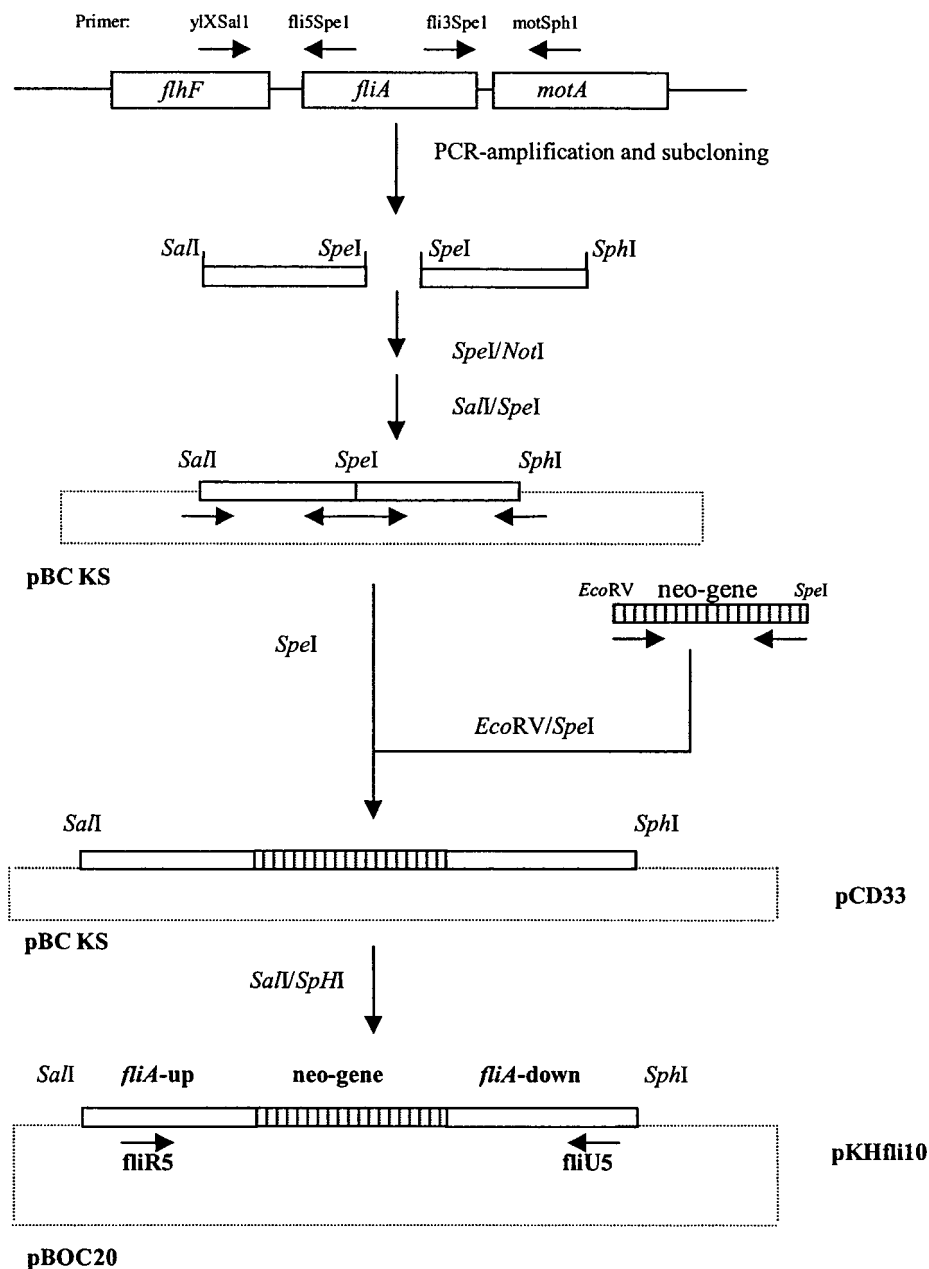 Primer: ylXSal1 fli5Spe1 fli3Spe1 motSph1
flhF fliA motA
PCR-amplification and subcloning
SalI SpeI SpeI SphI
SpeI/NotI
SalI/SpeI
SalI SpeI SphI
pBC KS
EcoRV neo-gene SpeI
SpeI
EcoRV/SpeI
SalI SphI
pCD33
pBC KS
SalI/SpHI
SalI fliA-up neo-gene fliA-down SphI
fliR5 fliU5
pKHfli10
pBOC20